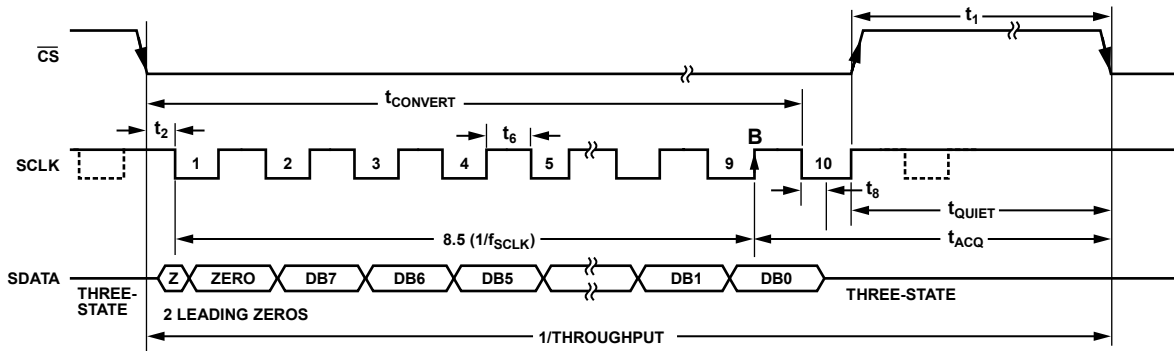 t1
CS
tCONVERT
t2
t6
B
SCLK
1 2 3 4 5 9 10
t8
tQUIET
8.5 (1/fSCLK)
tACQ
SDATA
Z ZERO DB7 DB6 DB5 DB1 DB0
THREE-
STATE
THREE-STATE
2 LEADING ZEROS
1/THROUGHPUT